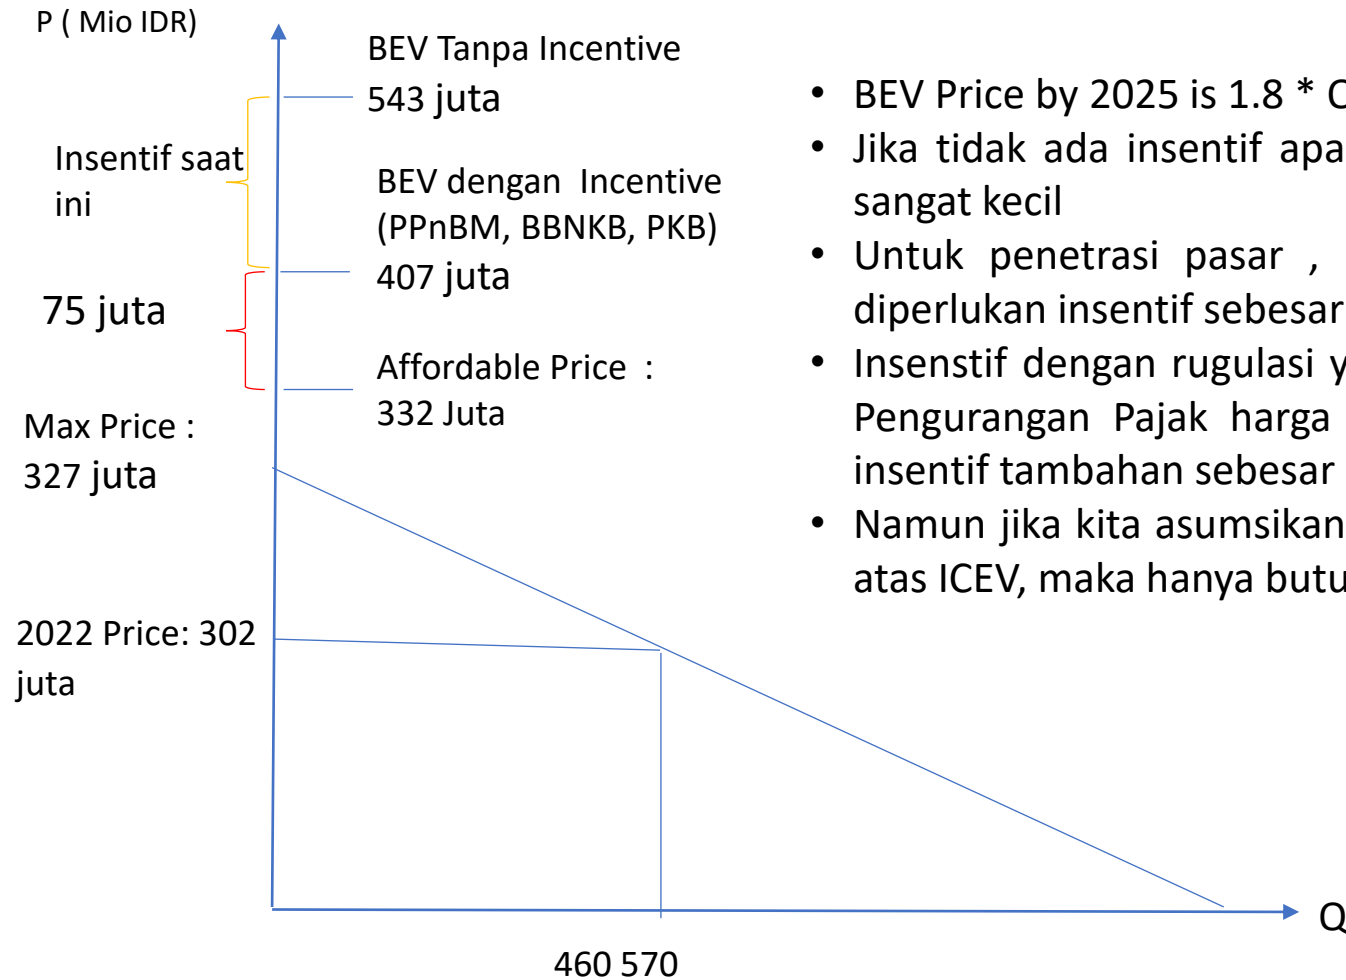 P ( Mio IDR)
BEV Tanpa Incentive
543 juta
Insentif saat
ini
BEV dengan Incentive
(PPnBM, BBNKB, PKB)
407 juta
75 juta
Affordable Price :
332 Juta
Max Price :
327 juta
2022 Price: 302
juta
460 570
Q
• BEV Price by 2025 is 1.8 *
• Jika tidak ada insentif apa
sangat kecil
• Untuk penetrasi pasar ,
diperlukan insentif sebesar
• Insenstif dengan rugulasi y
Pengurangan Pajak harga
insentif tambahan sebesar
• Namun jika kita asumsikan
atas ICEV, maka hanya butu